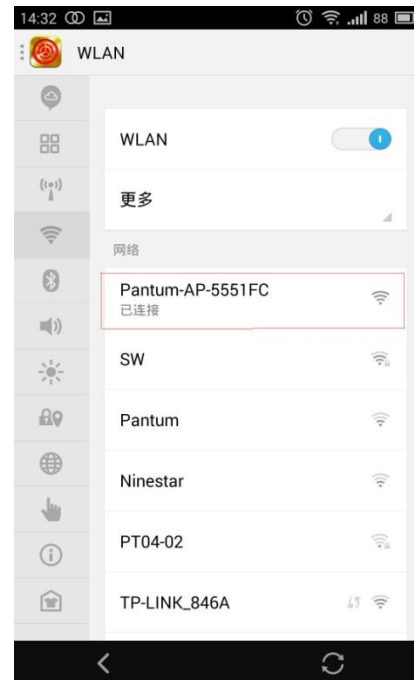 14:32 88
WLAN
WLAN
更多
网络
Pantum-AP-5551FC
已连接
SW
Pantum
Ninestar
PT04-02
TP-LINK_846A